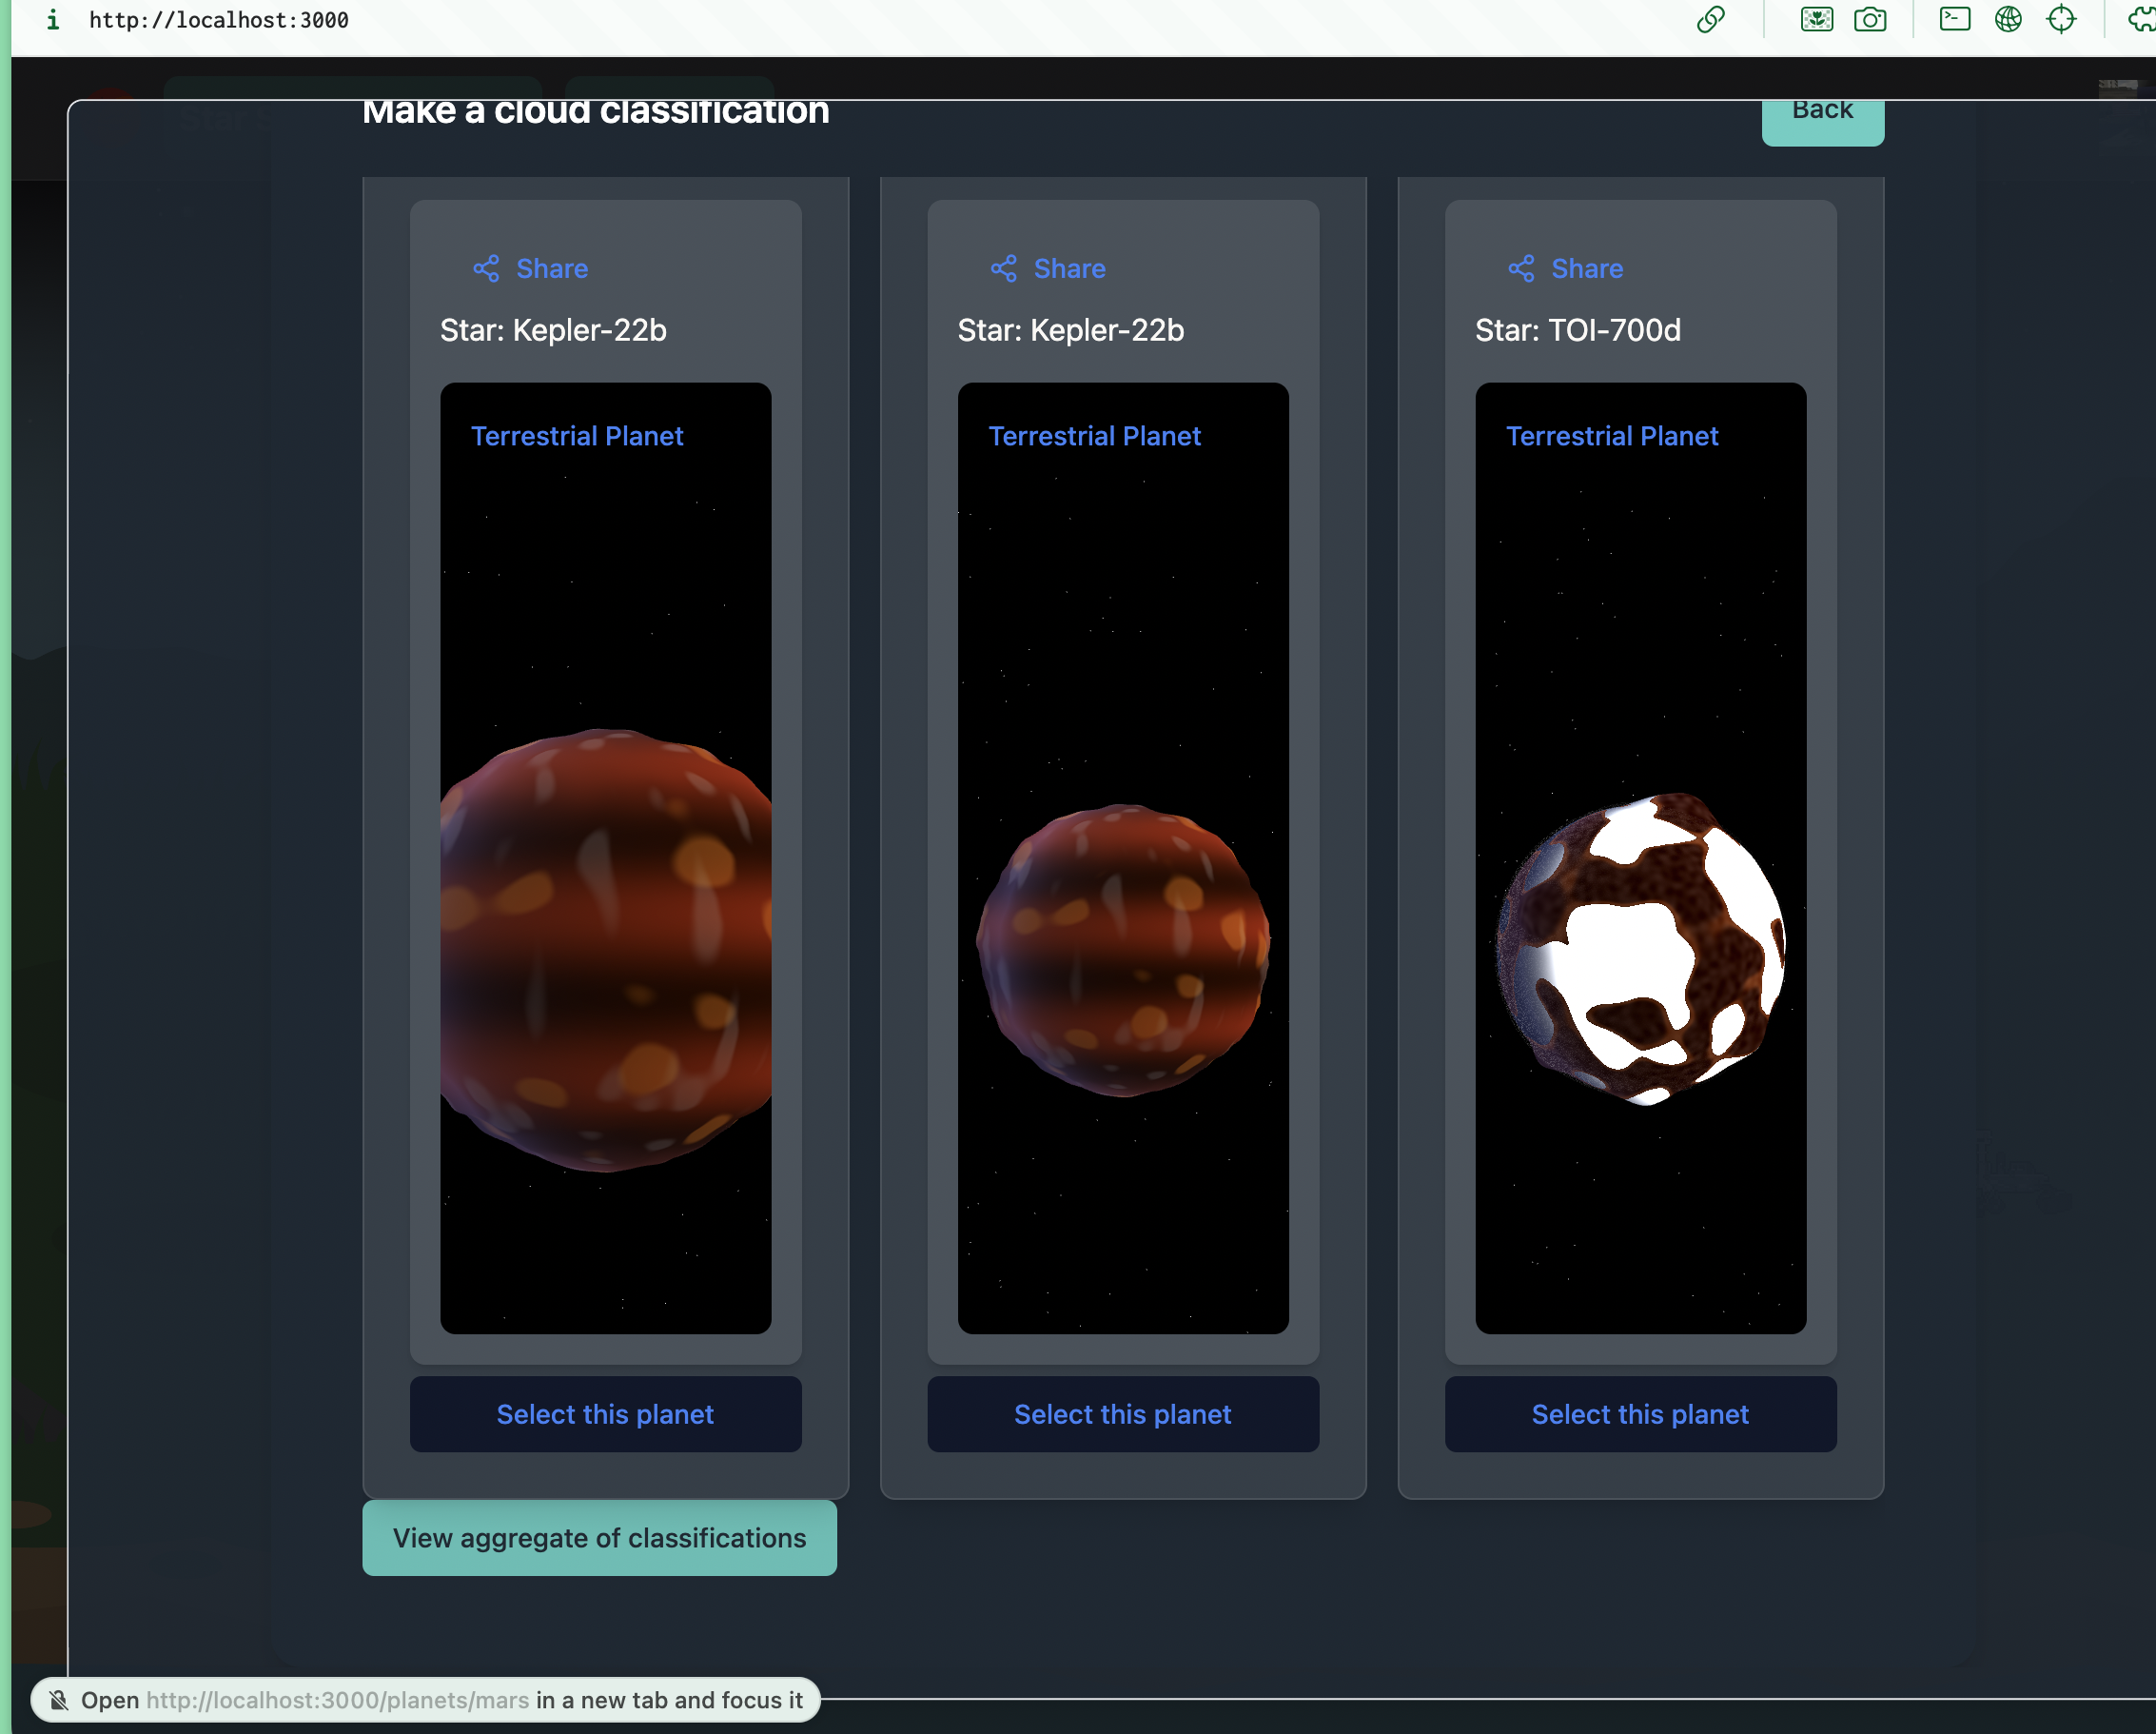 http://localhost:3000
Make a cloud classification
Back
Share
Star: Kepler-22b
Terrestrial Planet
Select this planet
Share
Star: Kepler-22b
Terrestrial Planet
Select this planet
Share
Star: TOI-700d
Terrestrial Planet
Select this planet
View aggregate of classifications
Open http://localhost:3000/planets/mars in a new tab and focus it